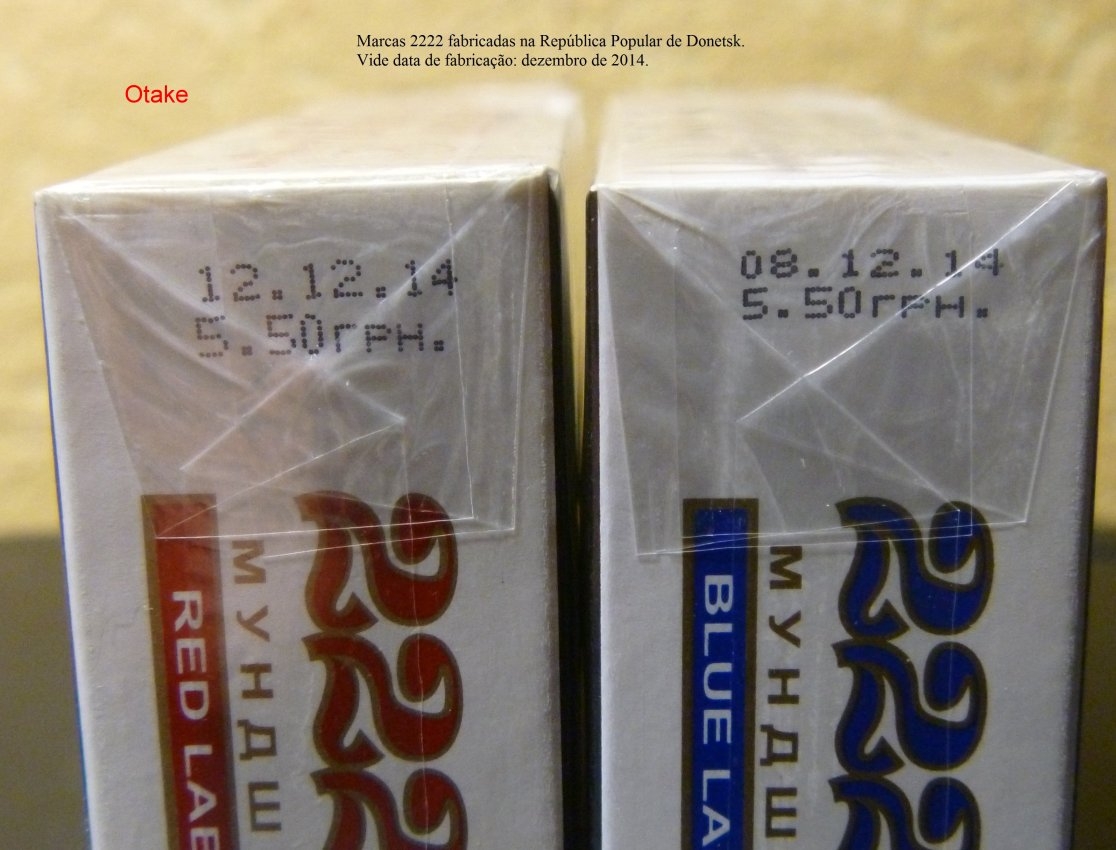 Marcas 2222 fabricadas na República Popular de Donetsk.
Vide data de fabricação: dezembro de 2014.
Otake
12.12.14
5.50грн.
RED LAB
МУНДШ
222
08.12.14
5.50грн.
BLUE LA
МУНДШ
222